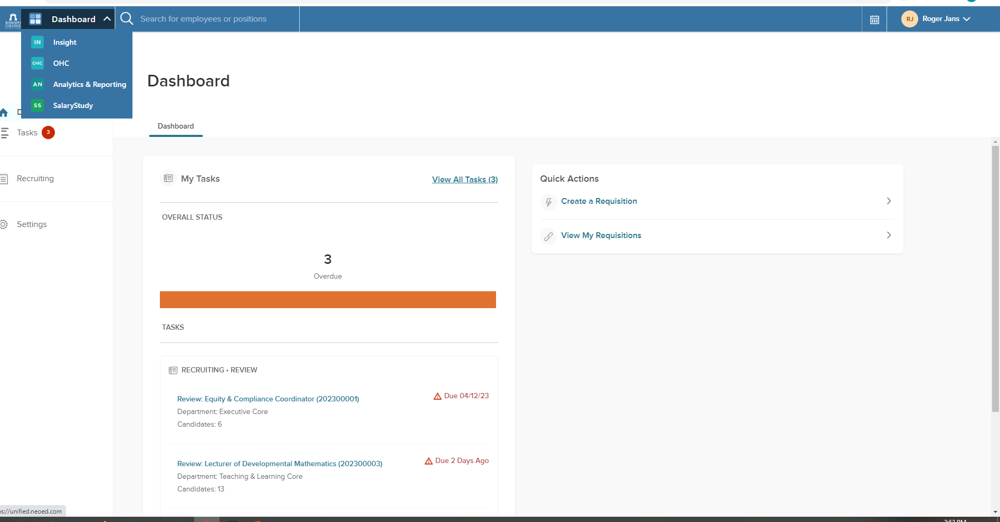 RAMAPO
COLLEGE
Dashboard
Search for employees or positions
RJ
Roger Jans
IN
Insight
OHC
OHC
AN
Analytics & Reporting
SS
SalaryStudy
Dashboard
D
Tasks
3
Recruiting
Settings
Dashboard
My Tasks
View All Tasks (3)
OVERALL STATUS
3
Overdue
TASKS
RECRUITING • REVIEW
Review: Equity & Compliance Coordinator (202300001)
Due 04/12/23
Department: Executive Core
Candidates: 6
Review: Lecturer of Developmental Mathematics (202300003)
Due 2 Days Ago
Department: Teaching & Learning Core
Candidates: 13
Quick Actions
Create a Requisition
View My Requisitions
ps://unified.neoed.com